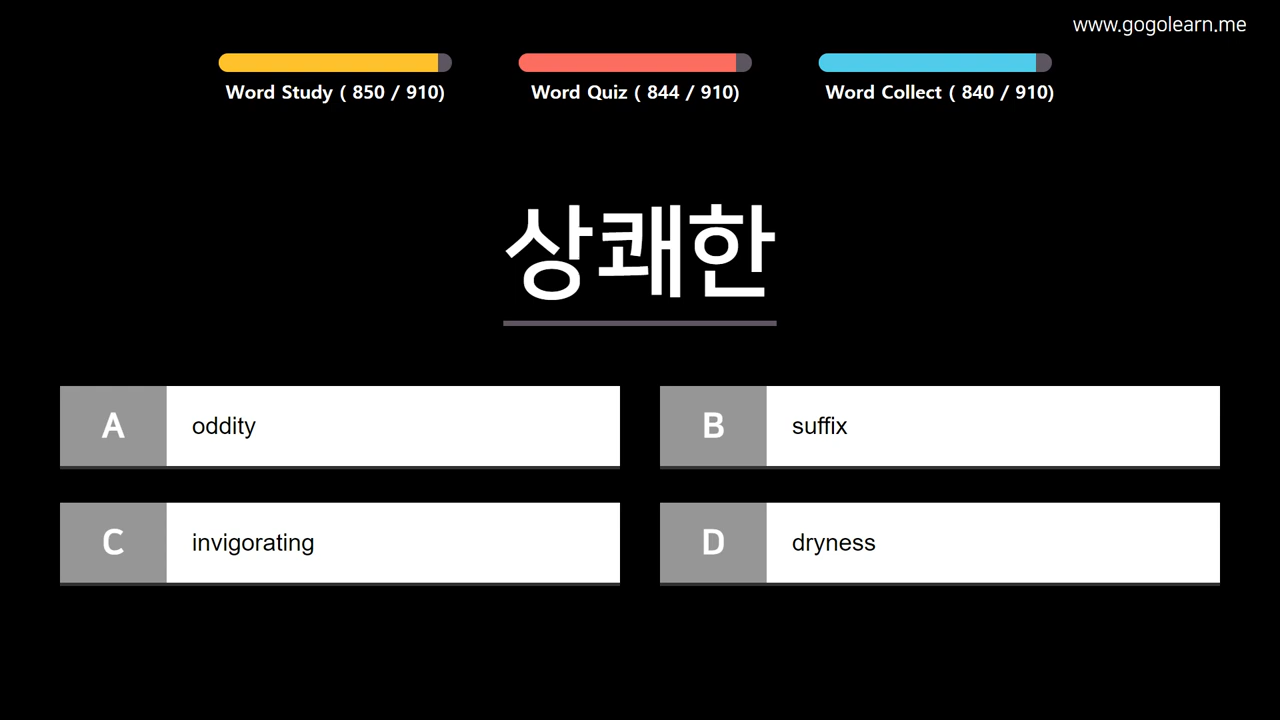 www.gogolearn.me
Word Study ( 850 / 910)
Word Quiz ( 844 / 910)
Word Collect ( 840 / 910)
상쾌한
A oddity
B suffix
C invigorating
D dryness